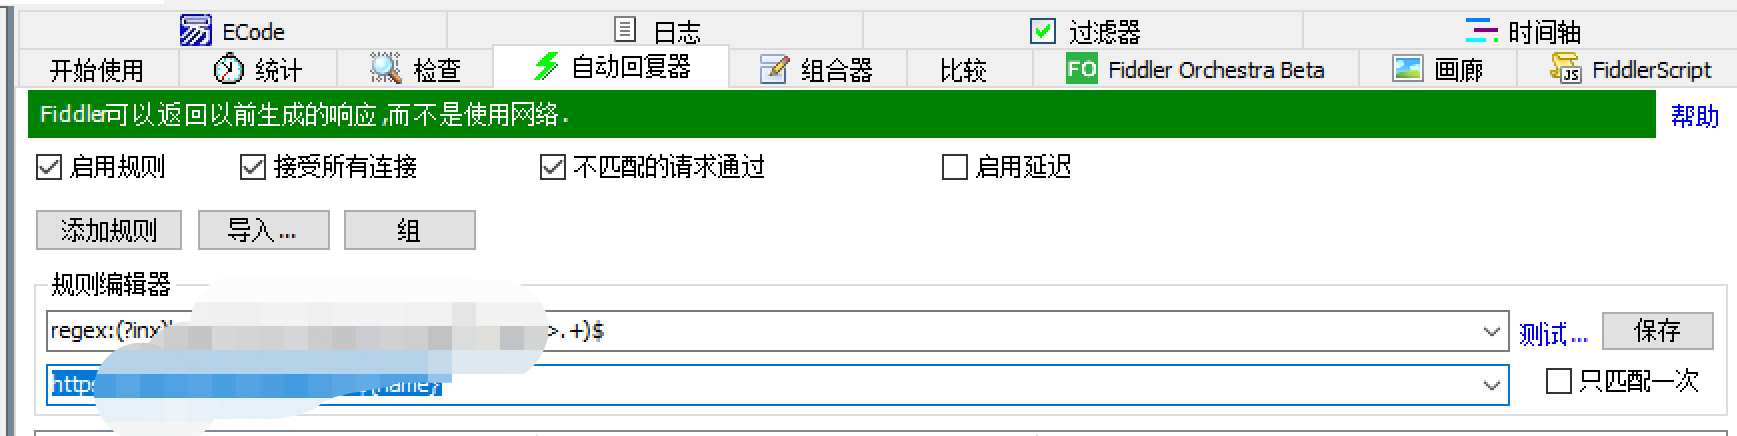 ECode 日志 过滤器 时间轴
开始使用 统计 检查 自动回复器 组合器 比较 FO Fiddler Orchestra Beta 画廊 JS FiddlerScript
Fiddler可以返回以前生成的响应,而不是使用网络. 帮助
启用规则 接受所有连接 不匹配的请求通过 启用延迟
添加规则 导入... 组
规则编辑器
regex:(?inx) >.+)$ 测试... 保存
http name} 只匹配一次